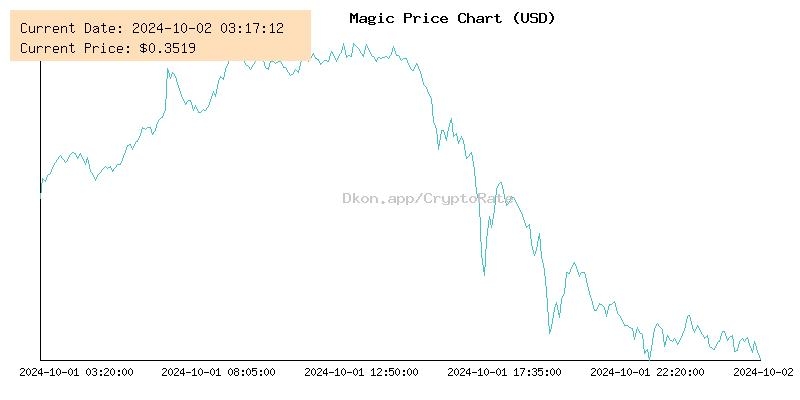 Magic Price Chart (USD)
Current Date: 2024-10-02 03:17:12
Current Price: $0.3519
Dkon.app/CryptoRate
2024-10-01 03:20:00 2024-10-01 08:05:00 2024-10-01 12:50:00 2024-10-01 17:35:00 2024-10-01 22:20:00 2024-10-02